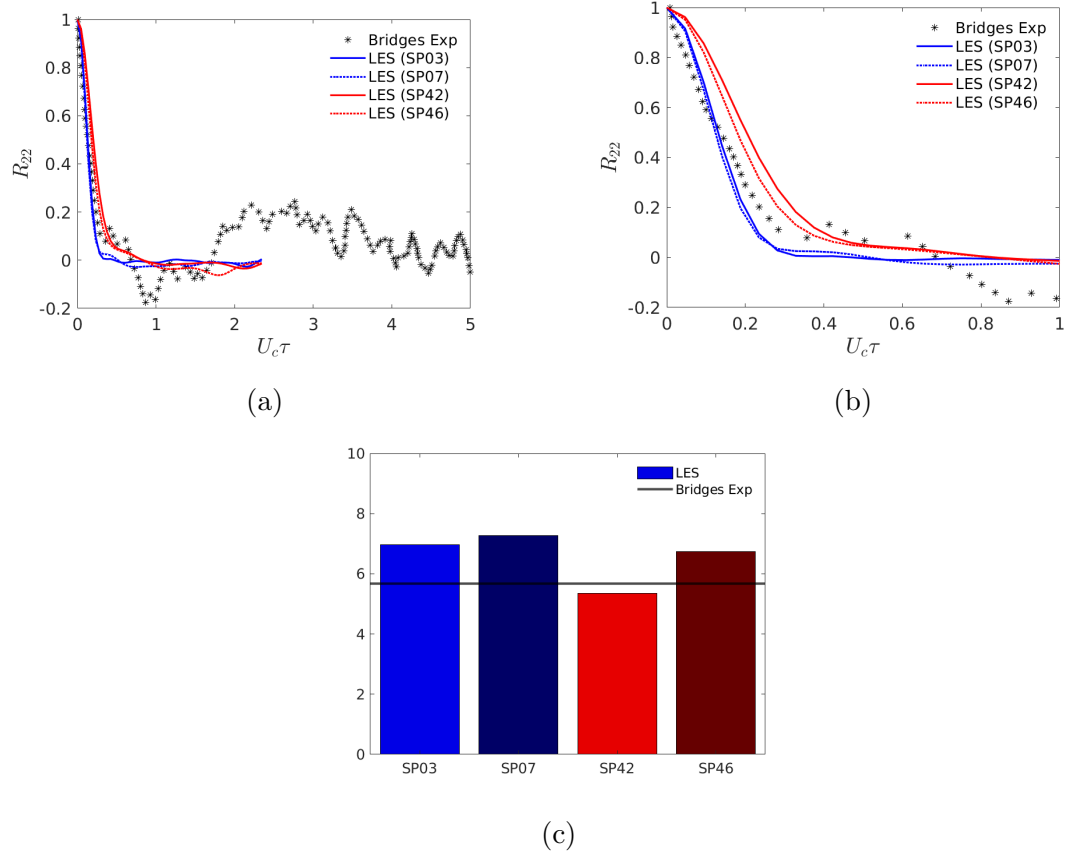 1
0.8
0.6
0.4
0.2
0
-0.2
R₂₂
Bridges Exp
LES (SP03)
LES (SP07)
LES (SP42)
LES (SP46)
0 1 2 3 4 5
U_cτ
(a)
1
0.8
0.6
0.4
0.2
0
-0.2
R₂₂
Bridges Exp
LES (SP03)
LES (SP07)
LES (SP42)
LES (SP46)
0 0.2 0.4 0.6 0.8 1
U_cτ
(b)
10
8
6
4
2
0
LES
Bridges Exp
SP03 SP07 SP42 SP46
(c)